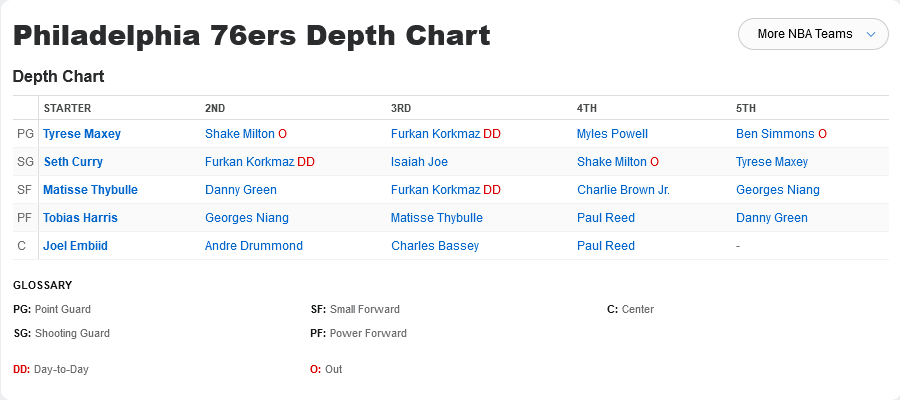 Philadelphia 76ers Depth Chart
More NBA Teams
Depth Chart
STARTER 2ND 3RD 4TH 5TH
PG Tyrese Maxey Shake Milton O Furkan Korkmaz DD Myles Powell Ben Simmons O
SG Seth Curry Furkan Korkmaz DD Isaiah Joe Shake Milton O Tyrese Maxey
SF Matisse Thybulle Danny Green Furkan Korkmaz DD Charlie Brown Jr. Georges Niang
PF Tobias Harris Georges Niang Matisse Thybulle Paul Reed Danny Green
C Joel Embiid Andre Drummond Charles Bassey Paul Reed -
GLOSSARY
PG: Point Guard SF: Small Forward C: Center
SG: Shooting Guard PF: Power Forward
DD: Day-to-Day O: Out